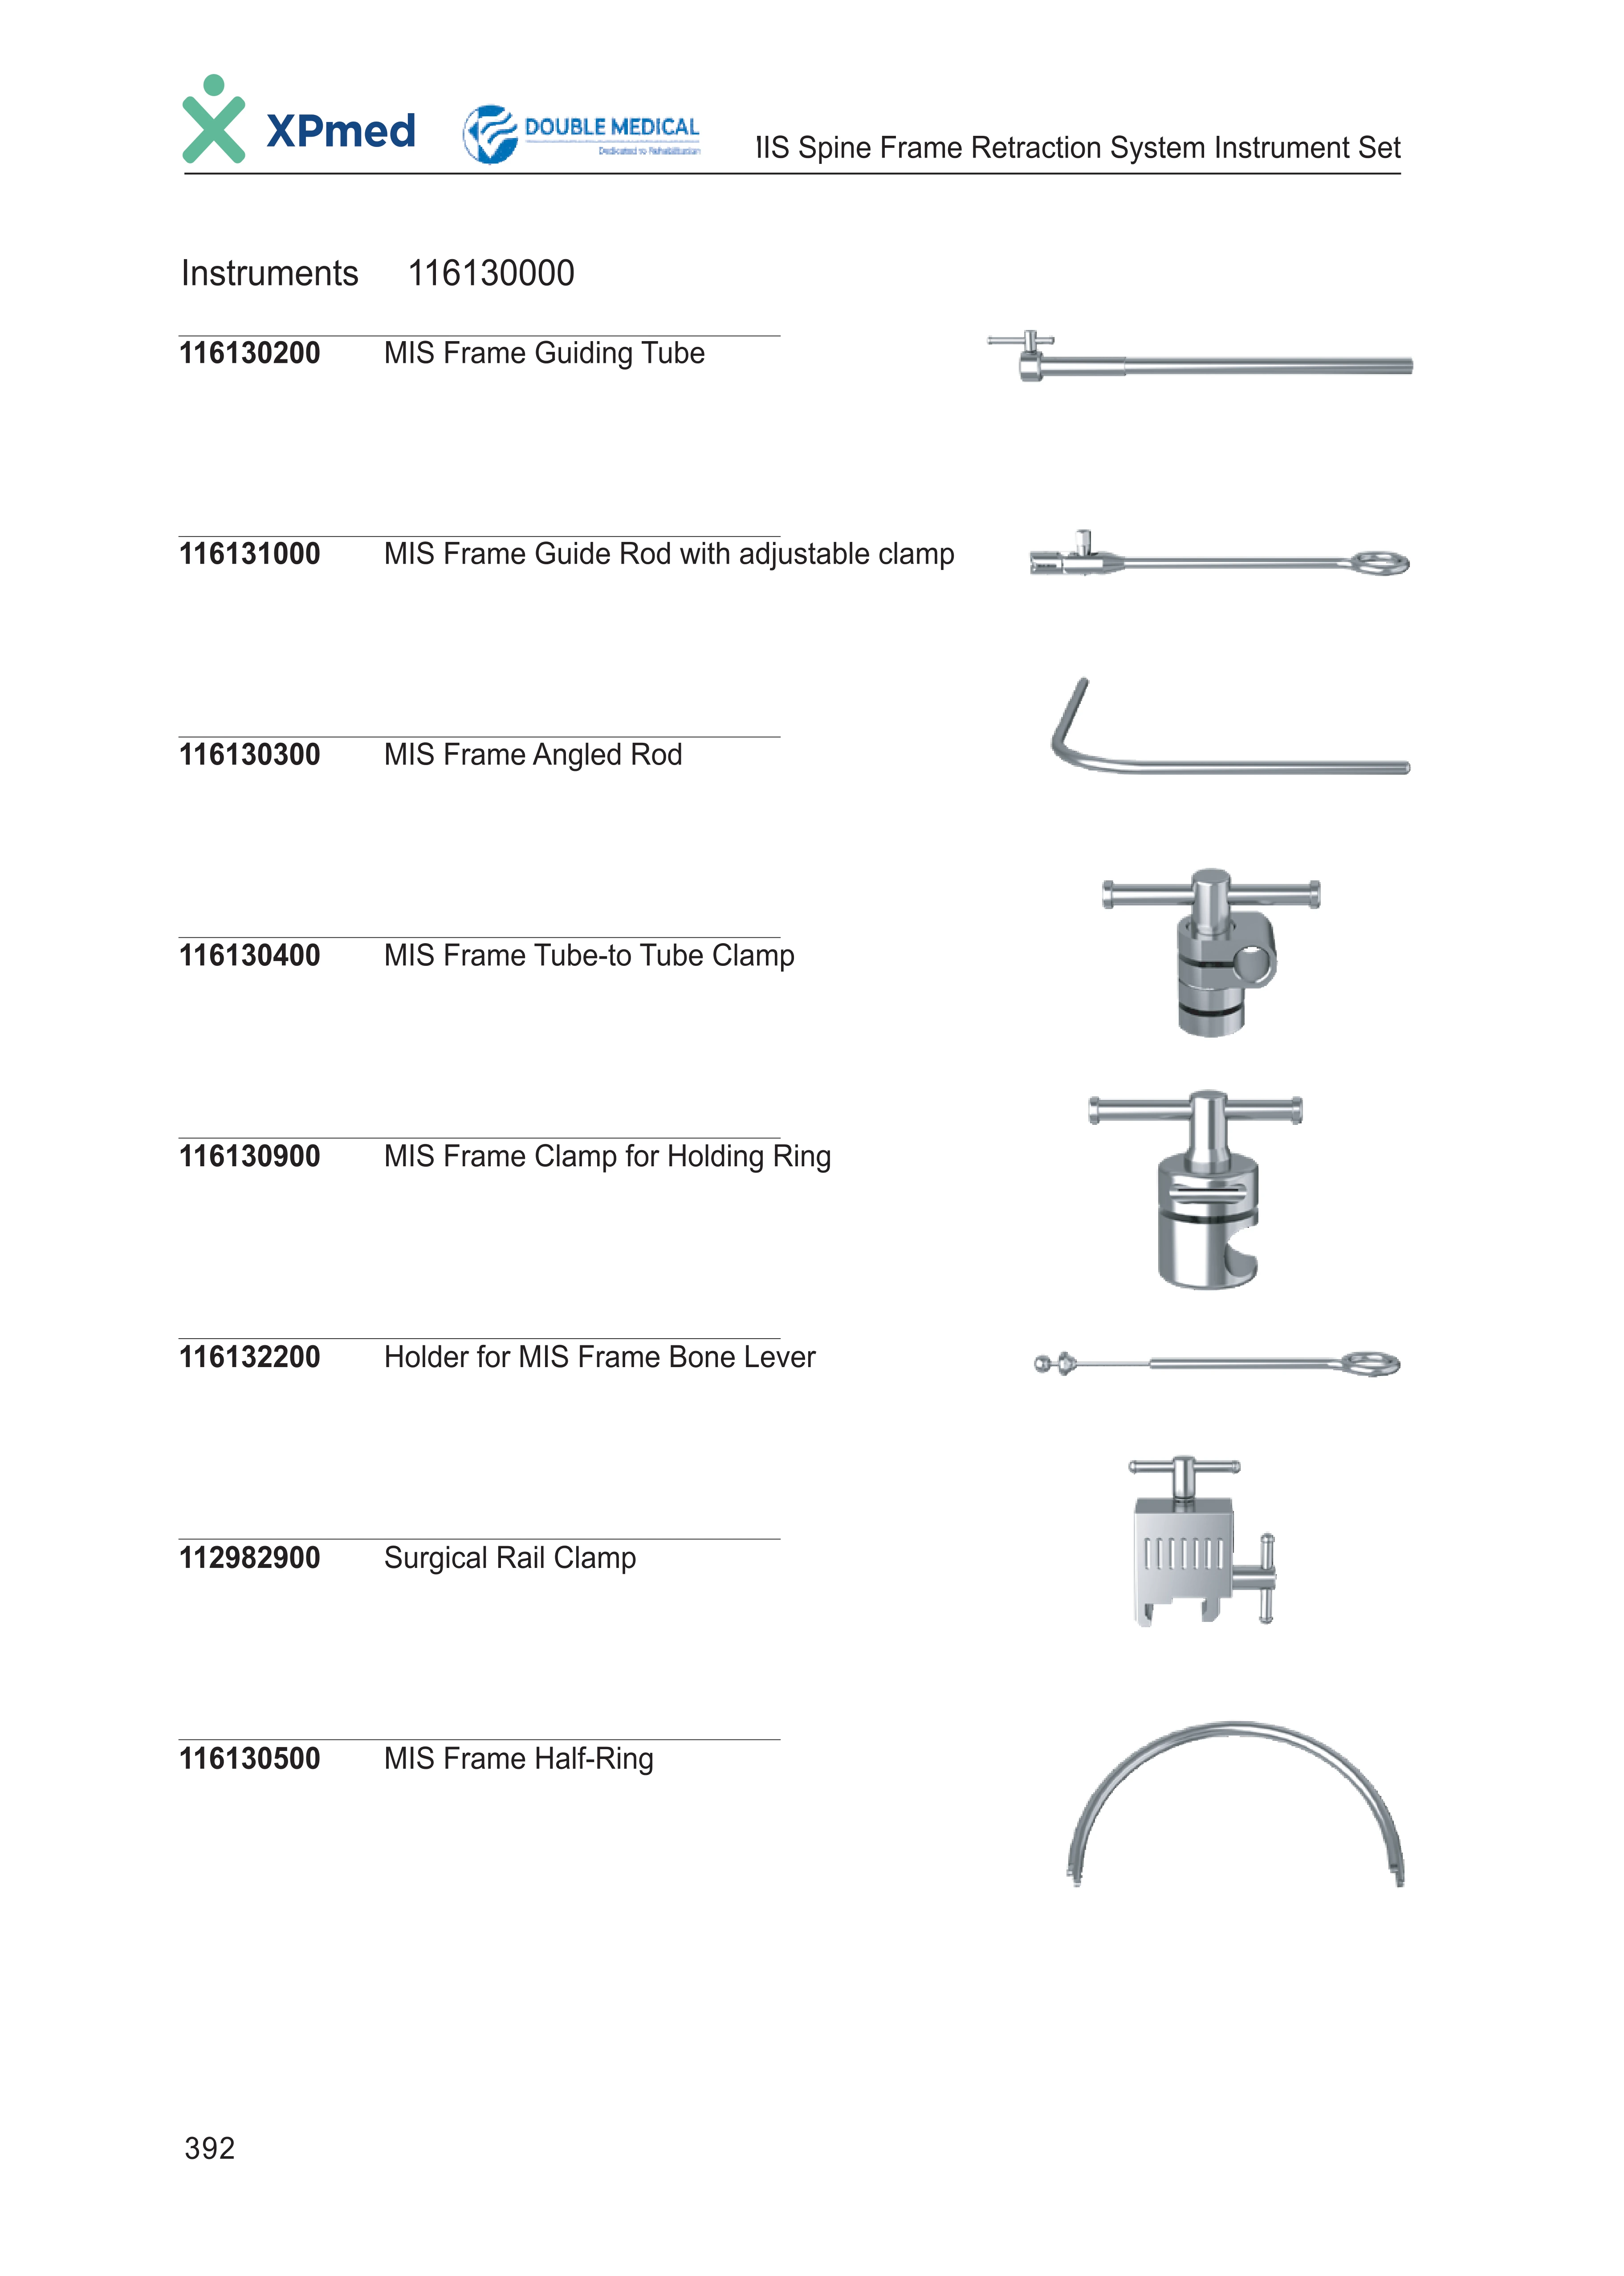 XPmed
DOUBLE MEDICAL
Dedicated to Rehabilitation
IIS Spine Frame Retraction System Instrument Set
Instruments 116130000
116130200 MIS Frame Guiding Tube
116131000 MIS Frame Guide Rod with adjustable clamp
116130300 MIS Frame Angled Rod
116130400 MIS Frame Tube-to Tube Clamp
116130900 MIS Frame Clamp for Holding Ring
116132200 Holder for MIS Frame Bone Lever
112982900 Surgical Rail Clamp
116130500 MIS Frame Half-Ring
392